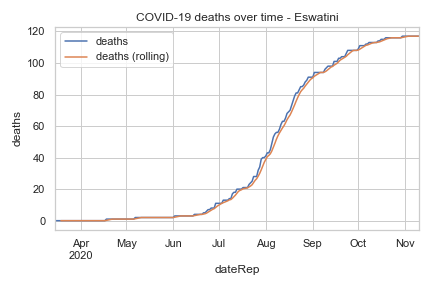 COVID-19 deaths over time - Eswatini
deaths
deaths (rolling)
120
100
80
60
40
20
0
deaths
Apr May Jun Jul Aug Sep Oct Nov
2020
dateRep